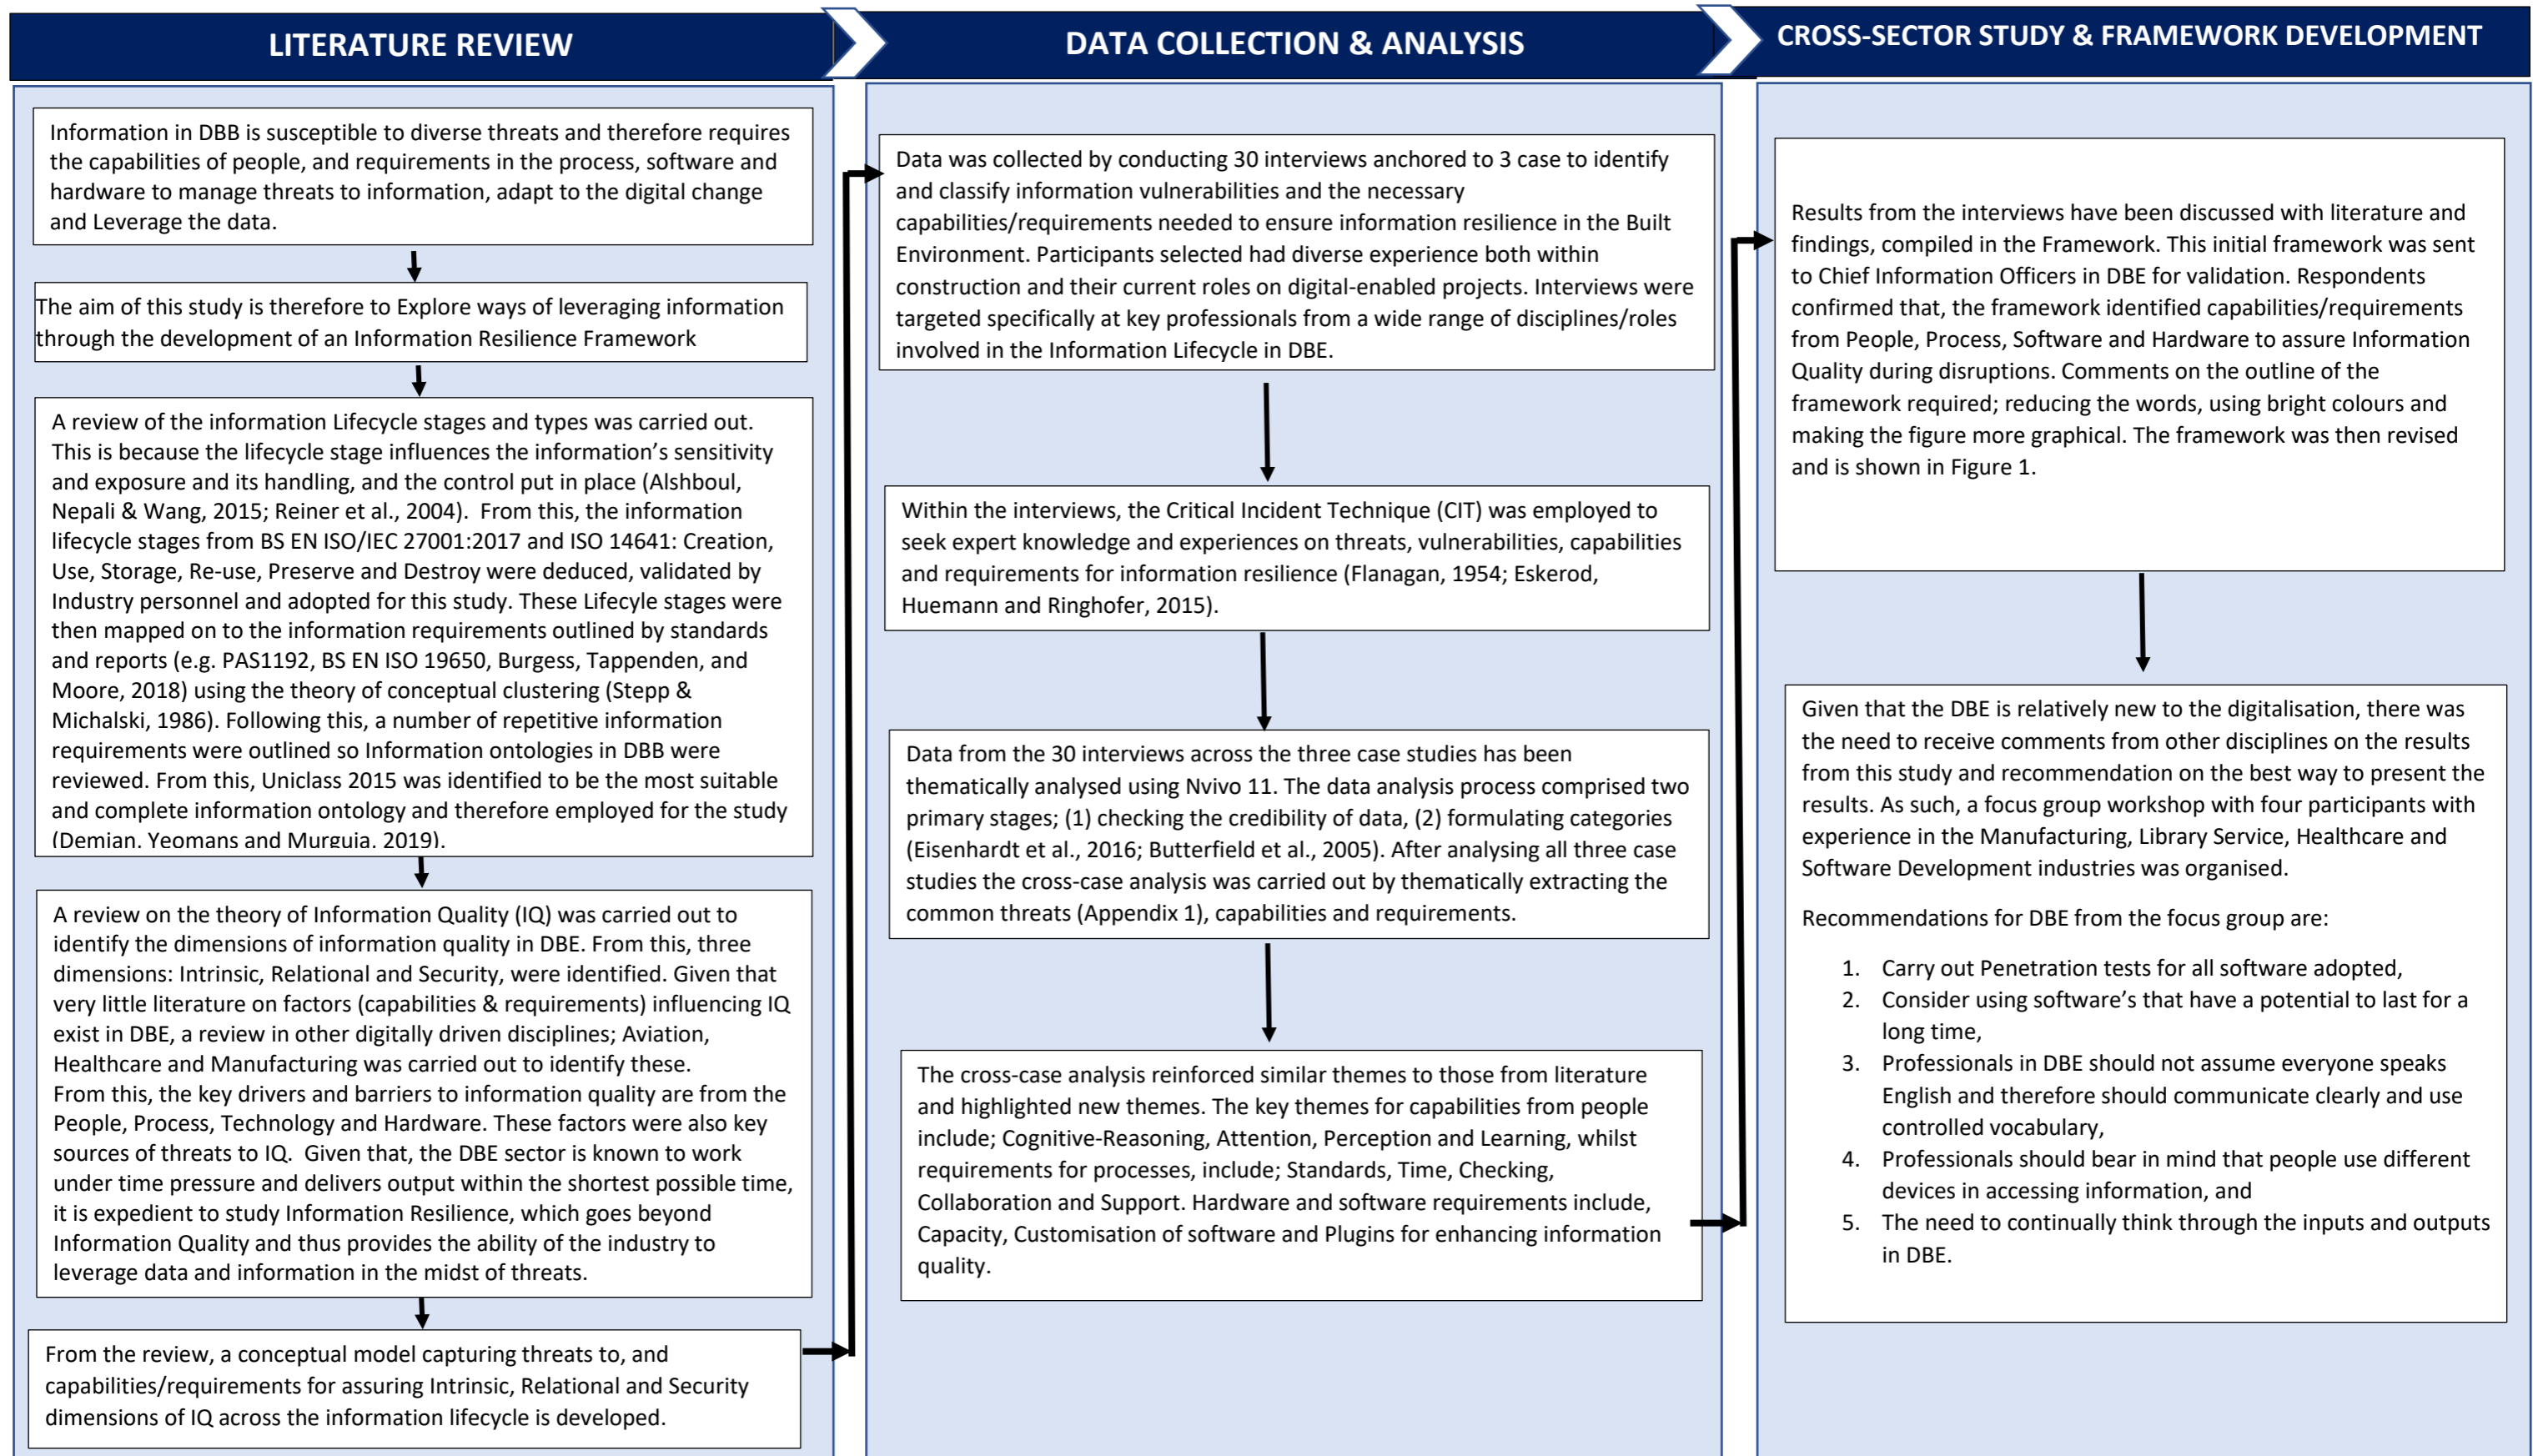 LITERATURE REVIEW
Information in DBB is susceptible to diverse threats and therefore requires
the capabilities of people, and requirements in the process, software and
hardware to manage threats to information, adapt to the digital change
and Leverage the data.
The aim of this study is therefore to Explore ways of leveraging information
through the development of an Information Resilience Framework
A review of the information Lifecycle stages and types was carried out.
This is because the lifecycle stage influences the information’s sensitivity
and exposure and its handling, and the control put in place (Alshboul,
Nepali & Wang, 2015; Reiner et al., 2004).  From this, the information
lifecycle stages from BS EN ISO/IEC 27001:2017 and ISO 14641: Creation,
Use, Storage, Re-use, Preserve and Destroy were deduced, validated by
Industry personnel and adopted for this study. These Lifecyle stages were
then mapped on to the information requirements outlined by standards
and reports (e.g. PAS1192, BS EN ISO 19650, Burgess, Tappenden, and
Moore, 2018) using the theory of conceptual clustering (Stepp &
Michalski, 1986). Following this, a number of repetitive information
requirements were outlined so Information ontologies in DBB were
reviewed. From this, Uniclass 2015 was identified to be the most suitable
and complete information ontology and therefore employed for the study
(Demian, Yeomans and Murguia, 2019).
A review on the theory of Information Quality (IQ) was carried out to
identify the dimensions of information quality in DBE. From this, three
dimensions: Intrinsic, Relational and Security, were identified. Given that
very little literature on factors (capabilities & requirements) influencing IQ
exist in DBE, a review in other digitally driven disciplines; Aviation,
Healthcare and Manufacturing was carried out to identify these.
From this, the key drivers and barriers to information quality are from the
People, Process, Technology and Hardware. These factors were also key
sources of threats to IQ.  Given that, the DBE sector is known to work
under time pressure and delivers output within the shortest possible time,
it is expedient to study Information Resilience, which goes beyond
Information Quality and thus provides the ability of the industry to
leverage data and information in the midst of threats.
From the review, a conceptual model capturing threats to, and
capabilities/requirements for assuring Intrinsic, Relational and Security
dimensions of IQ across the information lifecycle is developed.
DATA COLLECTION & ANALYSIS
Data was collected by conducting 30 interviews anchored to 3 case to identify
and classify information vulnerabilities and the necessary
capabilities/requirements needed to ensure information resilience in the Built
Environment. Participants selected had diverse experience both within
construction and their current roles on digital-enabled projects. Interviews were
targeted specifically at key professionals from a wide range of disciplines/roles
involved in the Information Lifecycle in DBE.
Within the interviews, the Critical Incident Technique (CIT) was employed to
seek expert knowledge and experiences on threats, vulnerabilities, capabilities
and requirements for information resilience (Flanagan, 1954; Eskerod,
Huemann and Ringhofer, 2015).
Data from the 30 interviews across the three case studies has been
thematically analysed using Nvivo 11. The data analysis process comprised two
primary stages; (1) checking the credibility of data, (2) formulating categories
(Eisenhardt et al., 2016; Butterfield et al., 2005). After analysing all three case
studies the cross-case analysis was carried out by thematically extracting the
common threats (Appendix 1), capabilities and requirements.
The cross-case analysis reinforced similar themes to those from literature
and highlighted new themes. The key themes for capabilities from people
include; Cognitive-Reasoning, Attention, Perception and Learning, whilst
requirements for processes, include; Standards, Time, Checking,
Collaboration and Support. Hardware and software requirements include,
Capacity, Customisation of software and Plugins for enhancing information
quality.
CROSS-SECTOR STUDY & FRAMEWORK DEVELOPMENT
Results from the interviews have been discussed with literature and
findings, compiled in the Framework. This initial framework was sent
to Chief Information Officers in DBE for validation. Respondents
confirmed that, the framework identified capabilities/requirements
from People, Process, Software and Hardware to assure Information
Quality during disruptions. Comments on the outline of the
framework required; reducing the words, using bright colours and
making the figure more graphical. The framework was then revised
and is shown in Figure 1.
Given that the DBE is relatively new to the digitalisation, there was
the need to receive comments from other disciplines on the results
from this study and recommendation on the best way to present the
results. As such, a focus group workshop with four participants with
experience in the Manufacturing, Library Service, Healthcare and
Software Development industries was organised.
Recommendations for DBE from the focus group are:
1. Carry out Penetration tests for all software adopted,
2. Consider using software’s that have a potential to last for a
long time,
3. Professionals in DBE should not assume everyone speaks
English and therefore should communicate clearly and use
controlled vocabulary,
4. Professionals should bear in mind that people use different
devices in accessing information, and
5. The need to continually think through the inputs and outputs
in DBE.